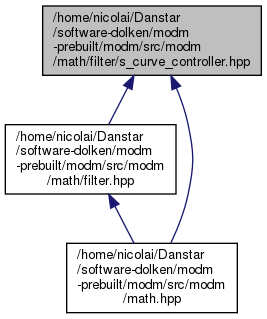 /home/nicolai/Danstar
/software-dolken/modm
-prebuilt/modm/src/modm
/math/filter/s_curve_controller.hpp
/home/nicolai/Danstar
/software-dolken/modm
-prebuilt/modm/src/modm
/math/filter.hpp
/home/nicolai/Danstar
/software-dolken/modm
-prebuilt/modm/src/modm
/math.hpp